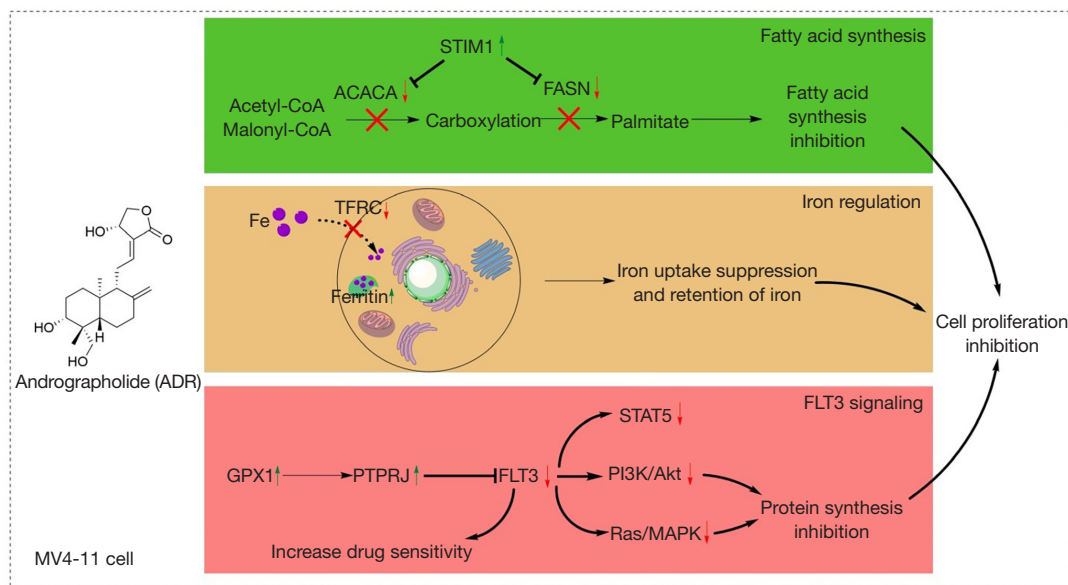 Fatty acid synthesis
STIM1
ACACA
FASN
Acetyl-CoA
Malonyl-CoA
Carboxylation
Palmitate
Fatty acid
synthesis
inhibition
Iron regulation
Fe
TFRC
Ferritin
Iron uptake suppression
and retention of iron
O
O
HO
HO
H
HO
Andrographolide (ADR)
Cell proliferation
inhibition
FLT3 signaling
STAT5
GPX1
PTPRJ
FLT3
PI3K/Akt
Ras/MAPK
Protein synthesis
inhibition
Increase drug sensitivity
MV4-11 cell